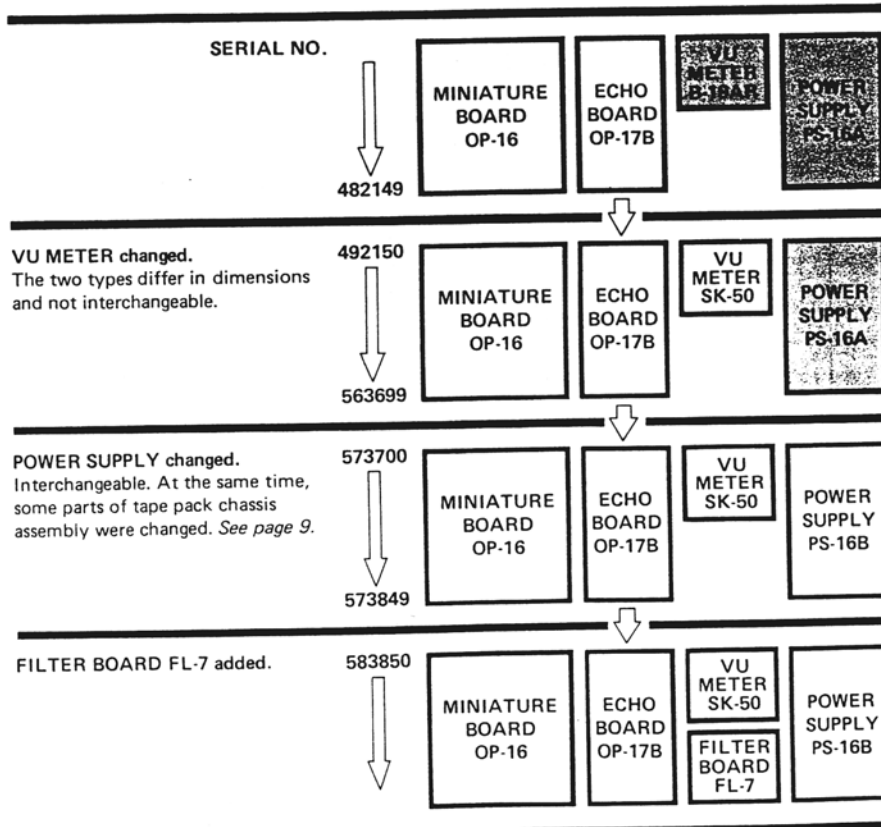 SERIAL NO.
MINIATURE
BOARD
OP-16
ECHO
BOARD
OP-17B
VU
METER
B-19AR
POWER
SUPPLY
PS-16A
482149
VU METER changed.
The two types differ in dimensions
and not interchangeable.
492150
MINIATURE
BOARD
OP-16
ECHO
BOARD
OP-17B
VU
METER
SK-50
POWER
SUPPLY
PS-16A
563699
POWER SUPPLY changed.
Interchangeable. At the same time,
some parts of tape pack chassis
assembly were changed. See page 9.
573700
MINIATURE
BOARD
OP-16
ECHO
BOARD
OP-17B
VU
METER
SK-50
POWER
SUPPLY
PS-16B
573849
FILTER BOARD FL-7 added.
583850
MINIATURE
BOARD
OP-16
ECHO
BOARD
OP-17B
VU
METER
SK-50
FILTER
BOARD
FL-7
POWER
SUPPLY
PS-16B